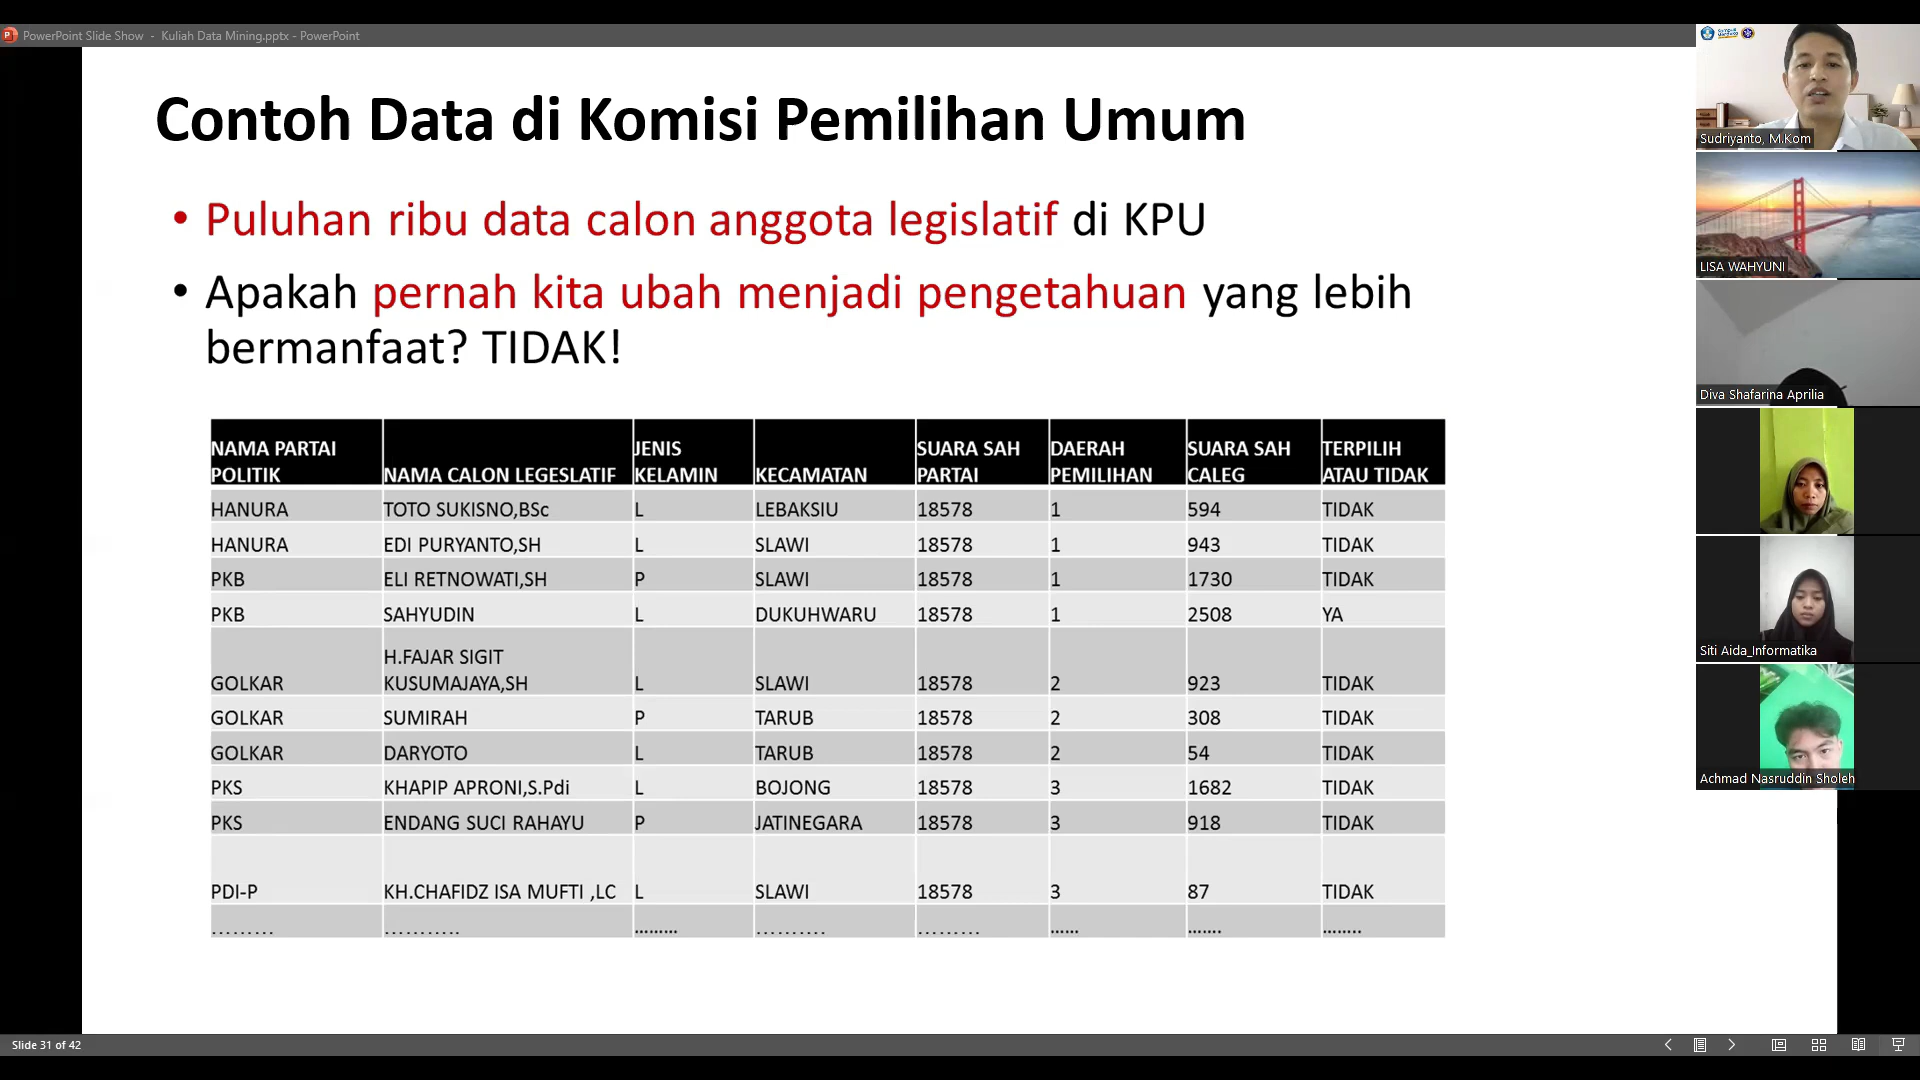 PowerPoint Slide Show - Kuliah Data Mining.pptx - PowerPoint
Contoh Data di Komisi Pemilihan Umum
• Puluhan ribu data calon anggota legislatif di KPU
• Apakah pernah kita ubah menjadi pengetahuan yang lebih
bermanfaat? TIDAK!
NAMA PARTAI POLITIK NAMA CALON LEGESLATIF JENIS KELAMIN KECAMATAN SUARA SAH PARTAI DAERAH PEMILIHAN SUARA SAH CALEG TERPILIH ATAU TIDAK
HANURA TOTO SUKISNO,BSc L LEBAKSIU 18578 1 594 TIDAK
HANURA EDI PURYANTO,SH L SLAWI 18578 1 943 TIDAK
PKB ELI RETNOWATI,SH P SLAWI 18578 1 1730 TIDAK
PKB SAHYUDIN L DUKUHWARU 18578 1 2508 YA
GOLKAR H.FAJAR SIGIT KUSUMAJAYA,SH L SLAWI 18578 2 923 TIDAK
GOLKAR SUMIRAH P TARUB 18578 2 308 TIDAK
GOLKAR DARYOTO L TARUB 18578 2 54 TIDAK
PKS KHAPIP APRONI,S.Pdi L BOJONG 18578 3 1682 TIDAK
PKS ENDANG SUCI RAHAYU P JATINEGARA 18578 3 918 TIDAK
PDI-P KH.CHAFIDZ ISA MUFTI ,LC L SLAWI 18578 3 87 TIDAK
……… ……….. ……… ………. ……… …… ……. ……..
Slide 31 of 42
Sudriyanto, M.Kom
LISA WAHYUNI
Diva Shafarina Aprilia
Siti Aida_Informatika
Achmad Nasruddin Sholeh